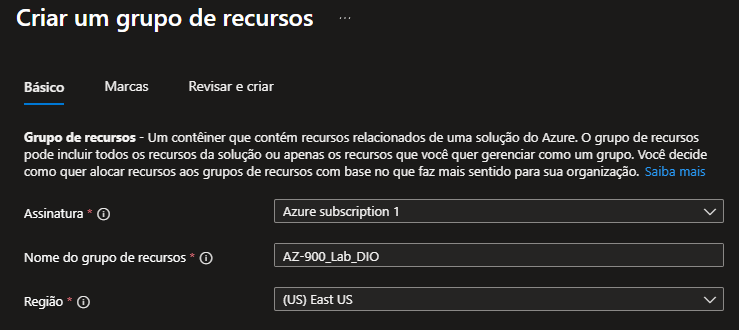 Criar um grupo de recursos ...
Básico Marcas Revisar e criar
Grupo de recursos - Um contêiner que contém recursos relacionados de uma solução do Azure. O grupo de recursos
pode incluir todos os recursos da solução ou apenas os recursos que você quer gerenciar como um grupo. Você decide
como quer alocar recursos aos grupos de recursos com base no que faz mais sentido para sua organização. Saiba mais
Assinatura * Azure subscription 1
Nome do grupo de recursos * AZ-900_Lab_DIO
Região * (US) East US